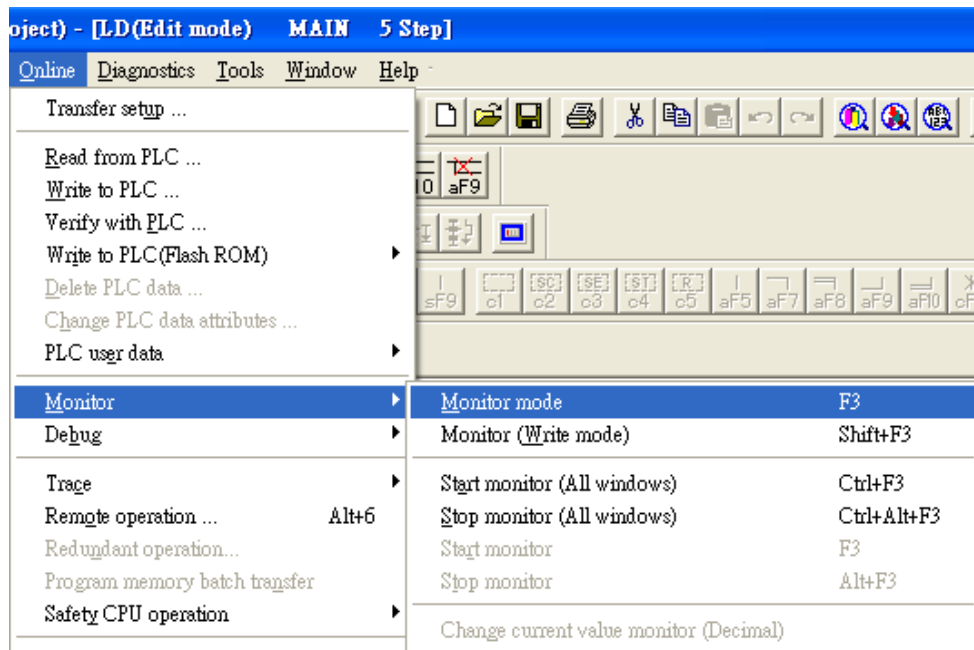 oject) - [LD(Edit mode) MAIN 5 Step]
Online Diagnostics Tools Window Help
Transfer setup ...
Read from PLC ...
Write to PLC ...
Verify with PLC ...
Write to PLC(Flash ROM)
Delete PLC data ...
Change PLC data attributes ...
PLC user data
Monitor
Debug
Trace
Remote operation ... Alt+6
Redundant operation...
Program memory batch transfer
Safety CPU operation
10 aF9
sF9 c1 SC c2 SE c3 ST c4 R c5 aF5 aF7 aF8 aF9 aF10 cF
Monitor mode F3
Monitor (Write mode) Shift+F3
Start monitor (All windows) Ctrl+F3
Stop monitor (All windows) Ctrl+Alt+F3
Start monitor F3
Stop monitor Alt+F3
Change current value monitor (Decimal)